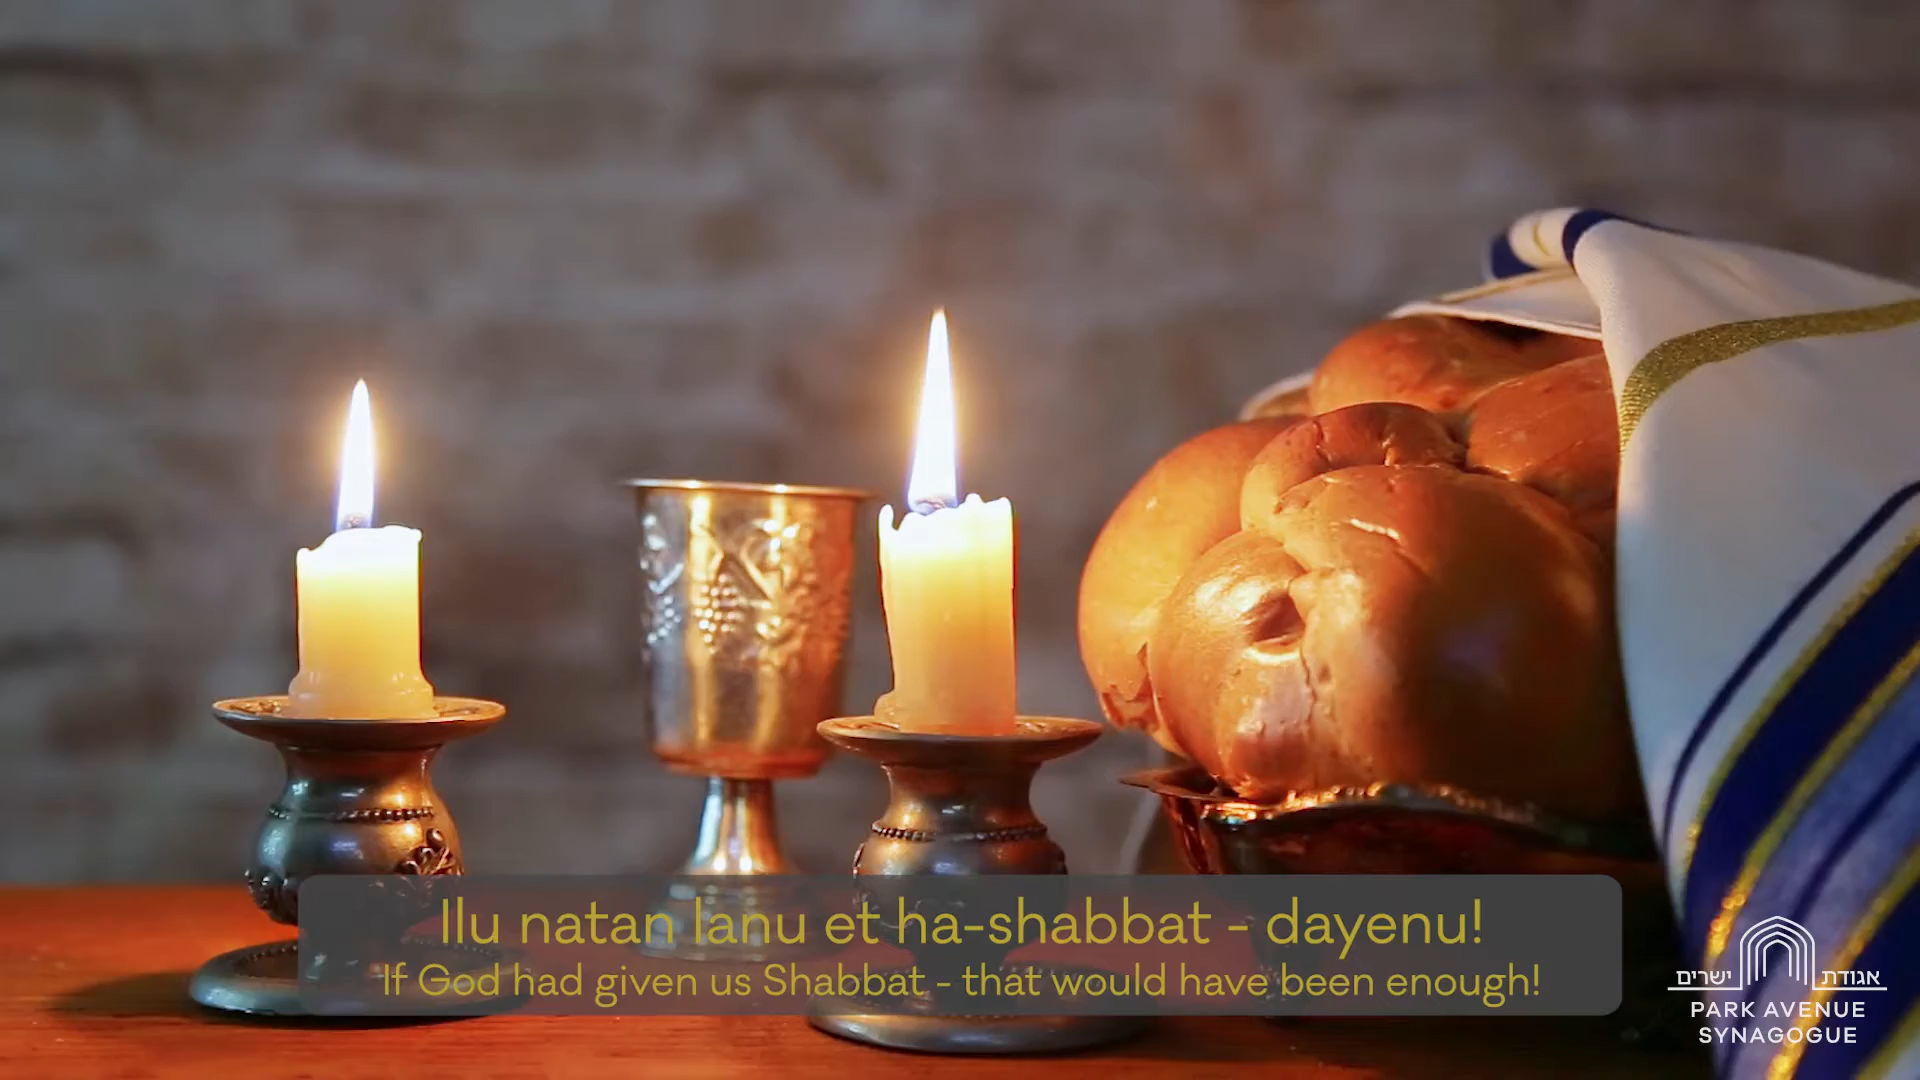 Ilu natan lanu et ha-shabbat - dayenu!
If God had given us Shabbat - that would have been enough!
אגודת ישרים
PARK AVENUE
SYNAGOGUE